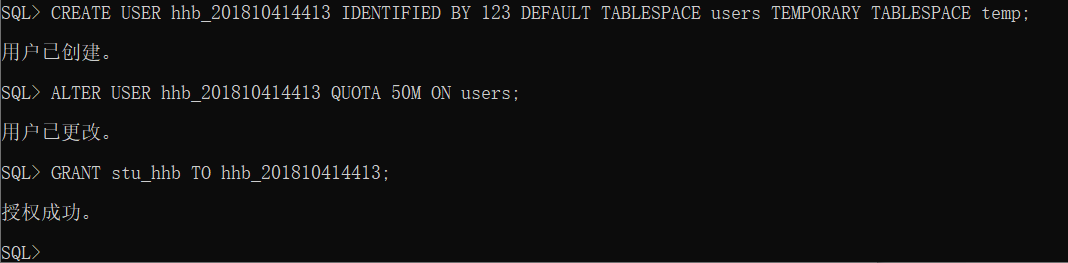 SQL> CREATE USER hhb_201810414413 IDENTIFIED BY 123 DEFAULT TABLESPACE users TEMPORARY TABLESPACE temp;
用户已创建。
SQL> ALTER USER hhb_201810414413 QUOTA 50M ON users;
用户已更改。
SQL> GRANT stu_hhb TO hhb_201810414413;
授权成功。
SQL>